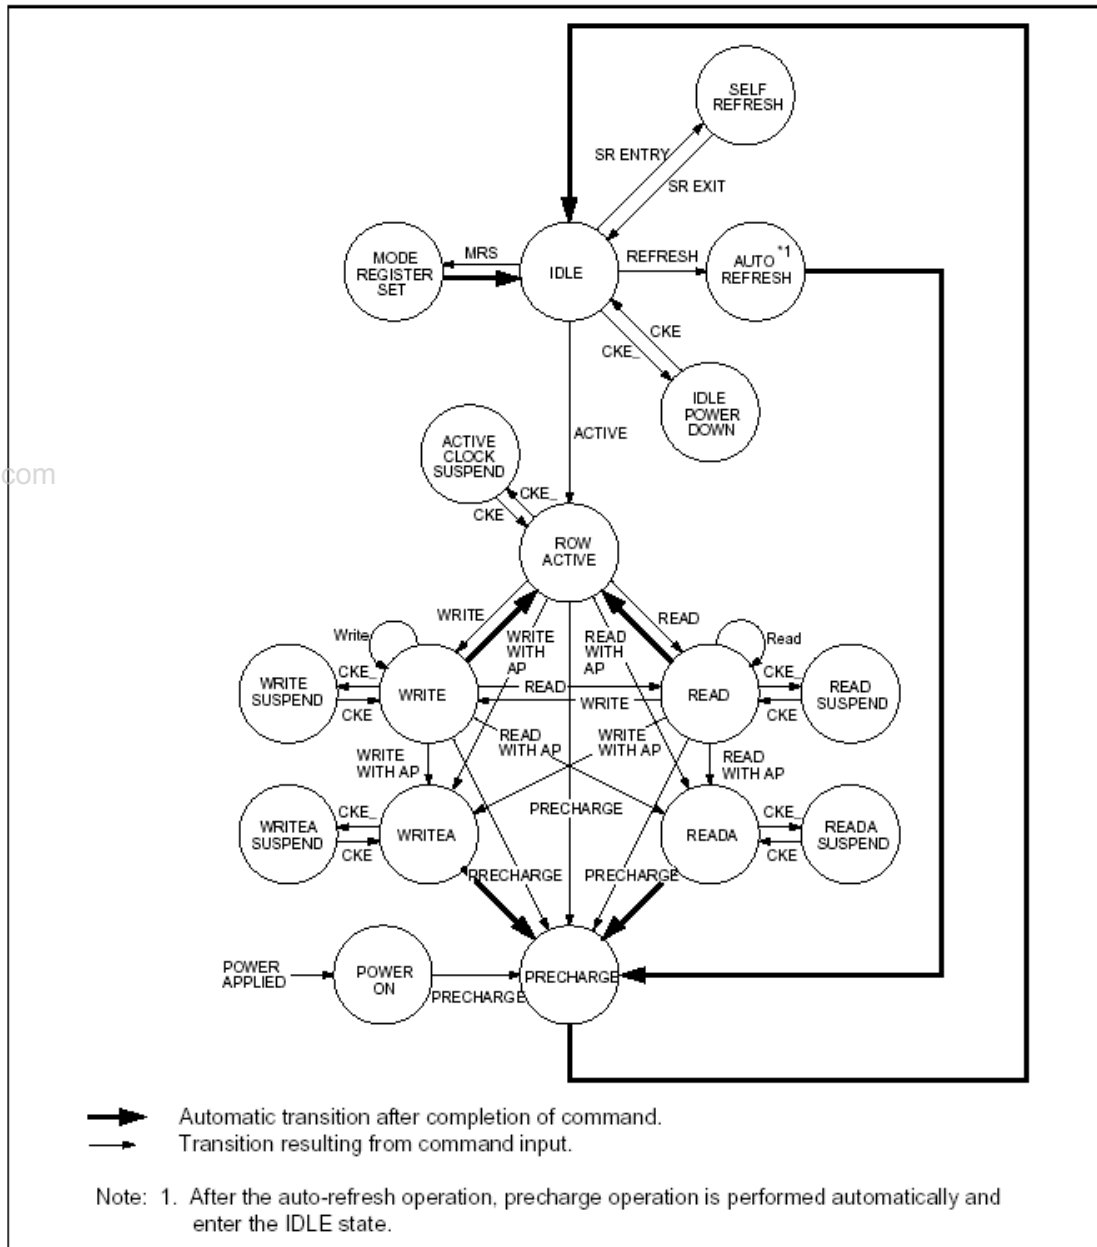 SELF
REFRESH
SR ENTRY
SR EXIT
MODE
REGISTER
SET
MRS
IDLE
REFRESH
AUTO *1
REFRESH
CKE
CKE_
IDLE
POWER
DOWN
ACTIVE
ACTIVE
CLOCK
SUSPEND
com
CKE_
CKE
ROW
ACTIVE
WRITE
WRITE
WITH
AP
READ
WITH
AP
READ
Write
Read
WRITE
SUSPEND
CKE_
CKE
WRITE
READ
WRITE
READ
CKE_
CKE
READ
SUSPEND
WRITE
WITH AP
READ
WITH AP
WRITE
WITH AP
READ
WITH AP
WRITEA
SUSPEND
CKE_
CKE
WRITEA
PRECHARGE
READA
CKE_
CKE
READA
SUSPEND
PRECHARGE
PRECHARGE
POWER
APPLIED
POWER
ON
PRECHARGE
PRECHARGE
Automatic transition after completion of command.
Transition resulting from command input.
Note: 1. After the auto-refresh operation, precharge operation is performed automatically and
enter the IDLE state.